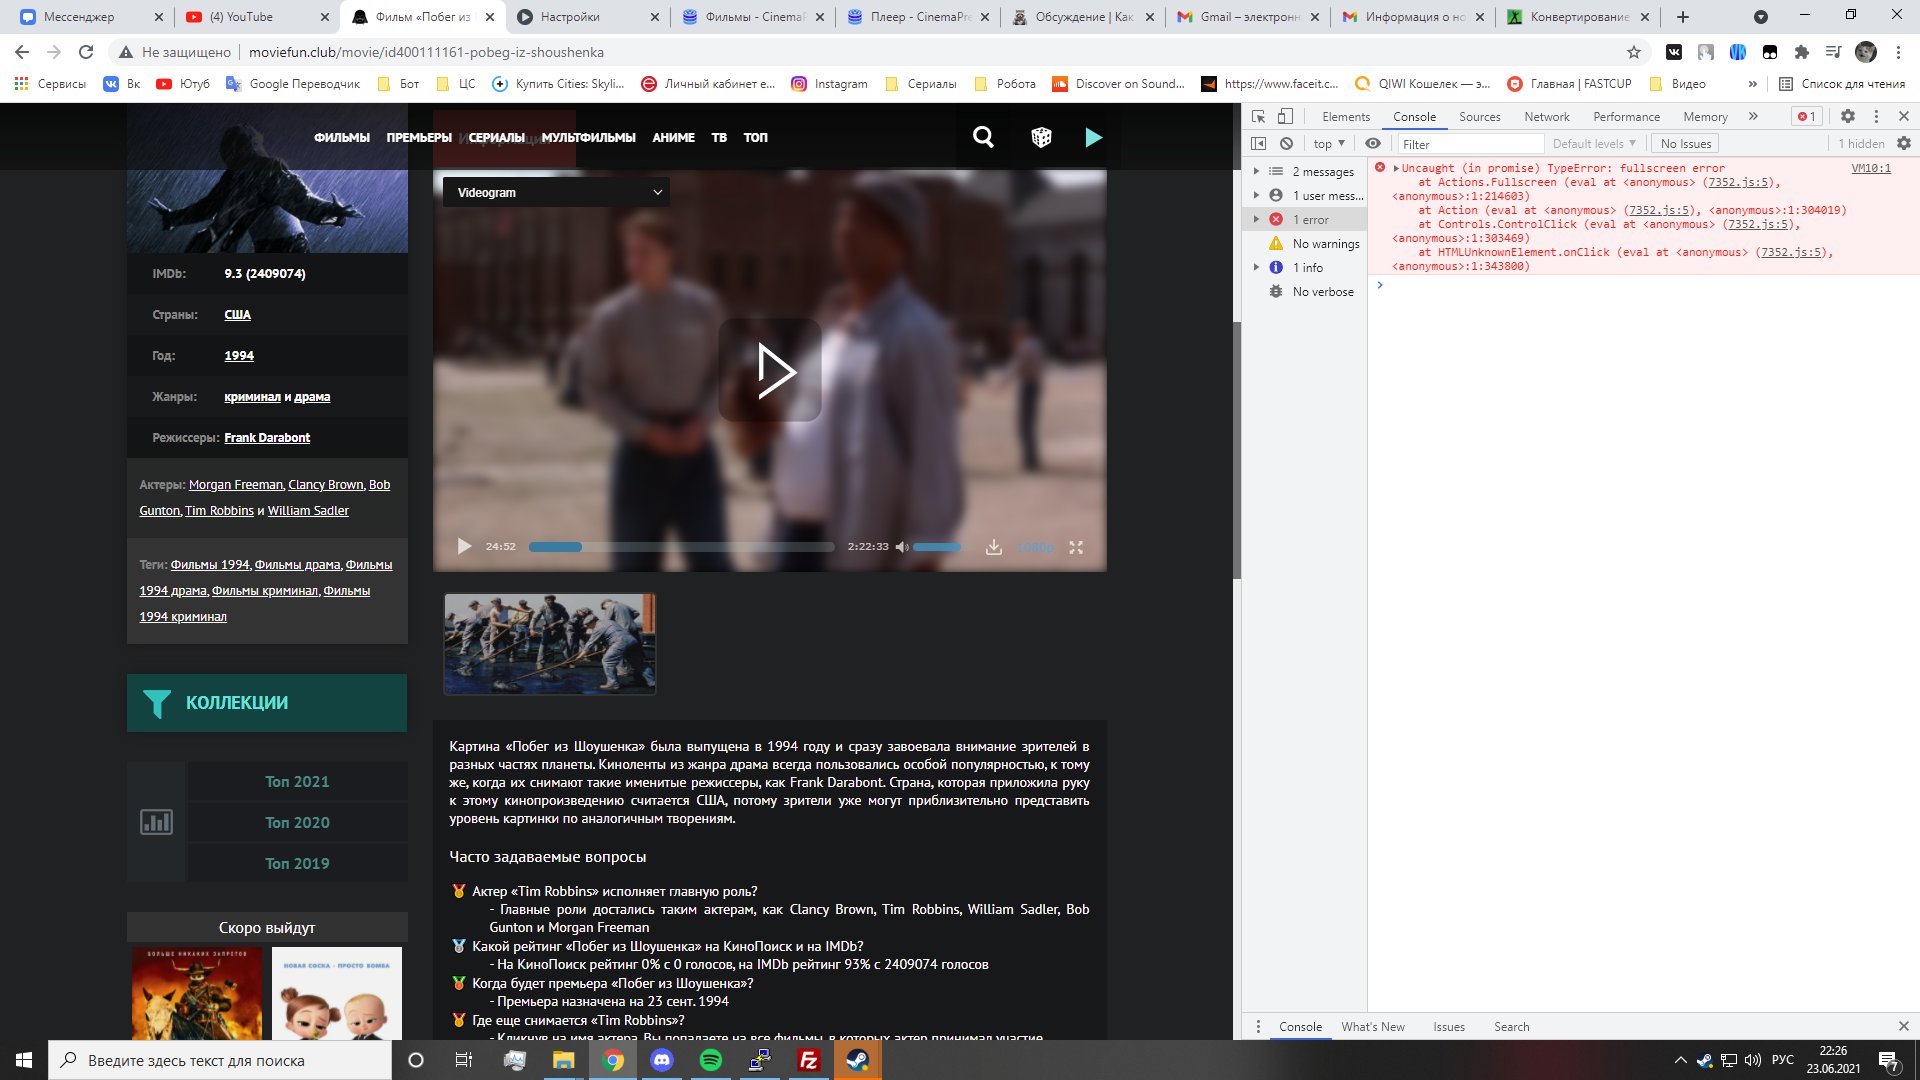 Мессенджер
(4) YouTube
Фильм «Побег из
Настройки
Фильмы - CinemaP
Плеер - CinemaPre
Обсуждение | Как
Gmail – электронн
Информация о но
Конвертирование
Не защищено
moviefun.club/movie/id400111161-pobeg-iz-shoushenka
Сервисы
Вк
Ютуб
Google Переводчик
Бот
ЦС
Купить Cities: Skyli...
Личный кабинет е...
Instagram
Сериалы
Робота
Discover on Sound...
https://www.faceit.c...
QIWI Кошелек — э...
Главная | FASTCUP
Видео
»
Список для чтения
ФИЛЬМЫ ПРЕМЬЕРЫ СЕРИАЛЫ МУЛЬТФИЛЬМЫ АНИМЕ ТВ ТОП
Videogram
IMDb: 9.3 (2409074)
Страны: США
Год: 1994
Жанры: криминал и драма
Режиссеры: Frank Darabont
Актеры: Morgan Freeman, Clancy Brown, Bob
Gunton, Tim Robbins и William Sadler
Теги: Фильмы 1994, Фильмы драма, Фильмы
1994 драма, Фильмы криминал, Фильмы
1994 криминал
КОЛЛЕКЦИИ
Топ 2021
Топ 2020
Топ 2019
Скоро выйдут
БОЛЬШЕ НИКАКИХ ЗАПРЕТОВ
НОВАЯ СОСКА - ПРОСТО БОМБА
24:52
2:22:33
Картина «Побег из Шоушенка» была выпущена в 1994 году и сразу завоевала внимание зрителей в
разных частях планеты. Киноленты из жанра драма всегда пользовались особой популярностью, к тому
же, когда их снимают такие именитые режиссеры, как Frank Darabont. Страна, которая приложила руку
к этому кинопроизведению считается США, потому зрители уже могут приблизительно представить
уровень картинки по аналогичным творениям.
Часто задаваемые вопросы
Актер «Tim Robbins» исполняет главную роль?
- Главные роли достались таким актерам, как Clancy Brown, Tim Robbins, William Sadler, Bob
Gunton и Morgan Freeman
Какой рейтинг «Побег из Шоушенка» на КиноПоиск и на IMDb?
- На КиноПоиск рейтинг 0% с 0 голосов, на IMDb рейтинг 93% с 2409074 голосов
Когда будет премьера «Побег из Шоушенка»?
- Премьера назначена на 23 сент. 1994
Где еще снимается «Tim Robbins»?
- Кликнув на имя актера, Вы попадаете на все фильмы, в которых актер принимал участие
Elements Console Sources Network Performance Memory » 1
top Filter Default levels No Issues 1 hidden
2 messages
1 user mess...
1 error
No warnings
1 info
No verbose
Uncaught (in promise) TypeError: fullscreen error VM10:1
at Actions.Fullscreen (eval at <anonymous> (7352.js:5),
<anonymous>:1:214603)
at Action (eval at <anonymous> (7352.js:5), <anonymous>:1:304019)
at Controls.ControlClick (eval at <anonymous> (7352.js:5),
<anonymous>:1:303469)
at HTMLUnknownElement.onClick (eval at <anonymous> (7352.js:5),
<anonymous>:1:343800)
Console What's New Issues Search
Введите здесь текст для поиска
РУС
22:26
23.06.2021
7